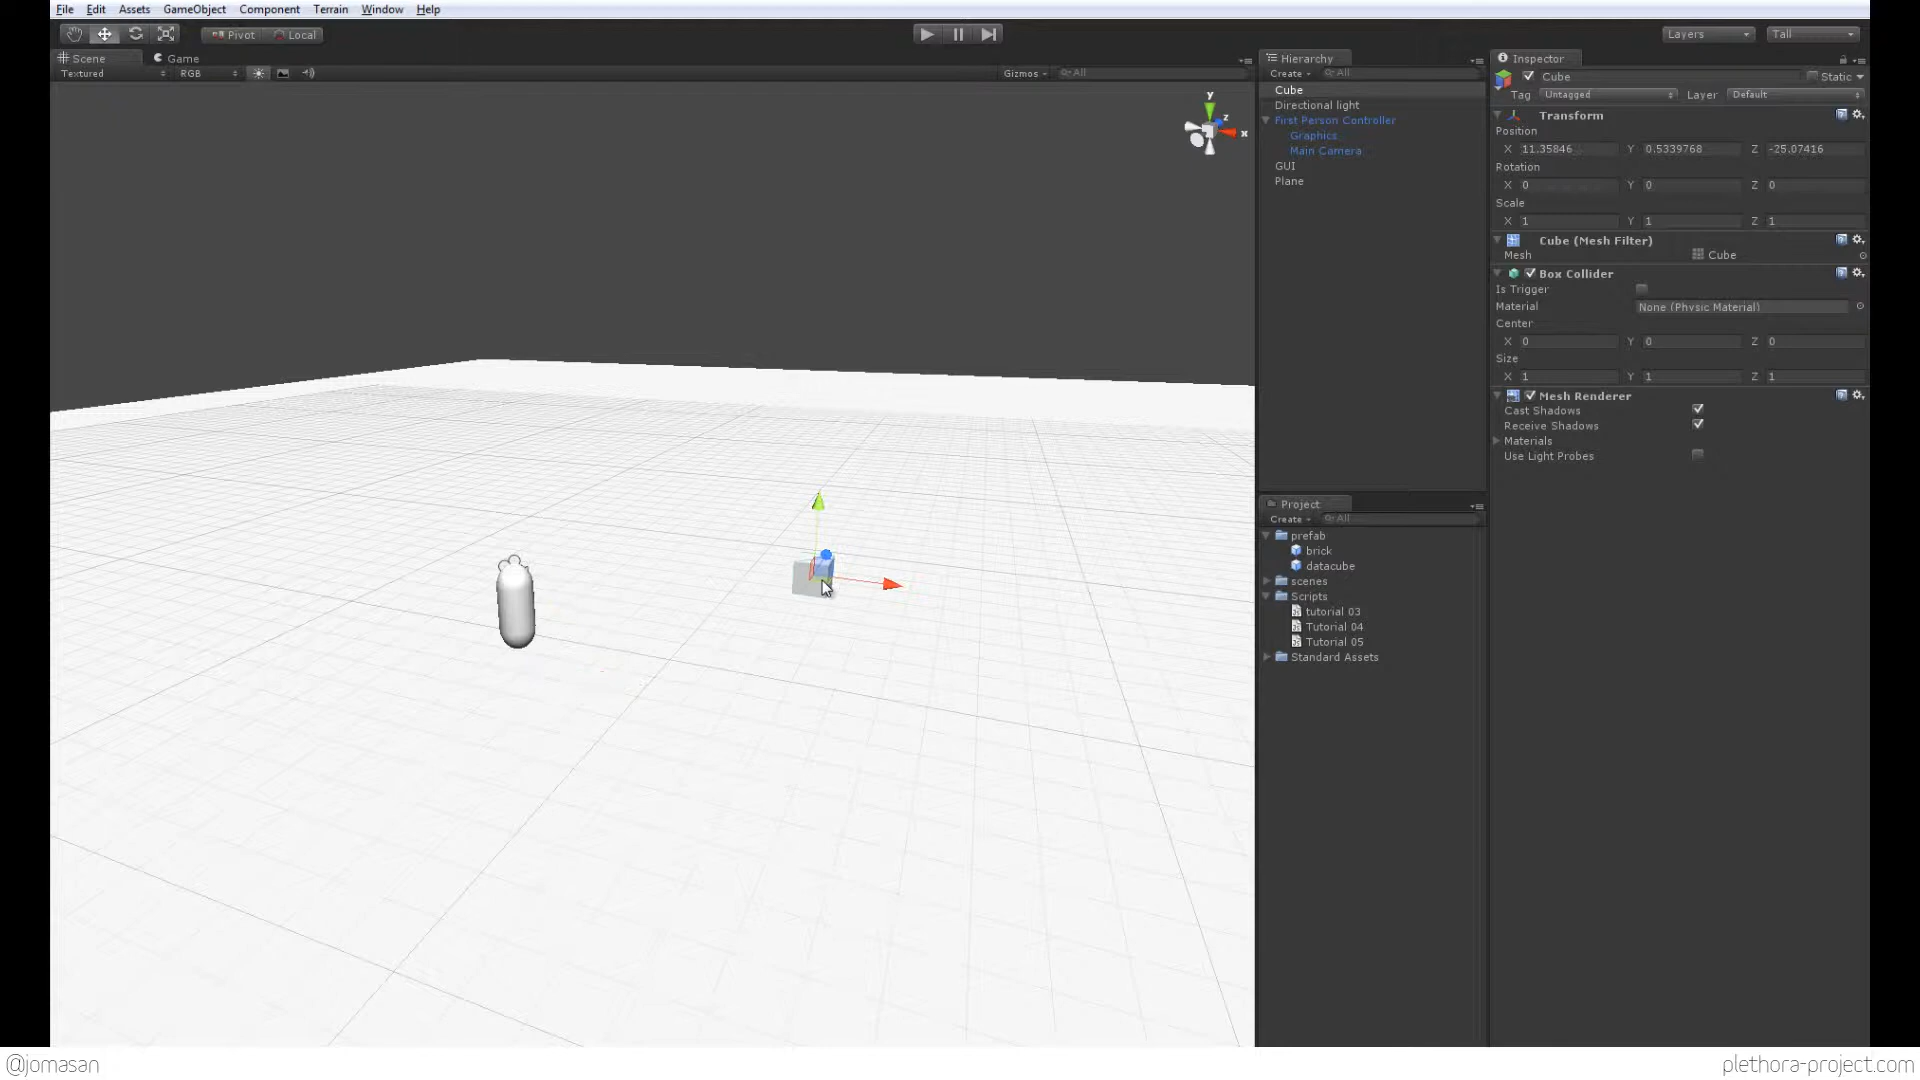 File Edit Assets GameObject Component Terrain Window Help
Pivot Local Layers Tall
Scene Game
Textured RGB Gizmos All
y
z
x
Hierarchy
Create All
Cube
Directional light
First Person Controller
Graphics
Main Camera
GUI
Plane
Project
Create All
prefab
brick
datacube
scenes
Scripts
tutorial 03
Tutorial 04
Tutorial 05
Standard Assets
Inspector
Cube Static
Tag Untagged Layer Default
Transform
Position
X 11.35846 Y 0.5339768 Z -25.07416
Rotation
X 0 Y 0 Z 0
Scale
X 1 Y 1 Z 1
Cube (Mesh Filter)
Mesh Cube
Box Collider
Is Trigger
Material None (Physic Material)
Center
X 0 Y 0 Z 0
Size
X 1 Y 1 Z 1
Mesh Renderer
Cast Shadows
Receive Shadows
Materials
Use Light Probes
@jomasan plethora-project.com